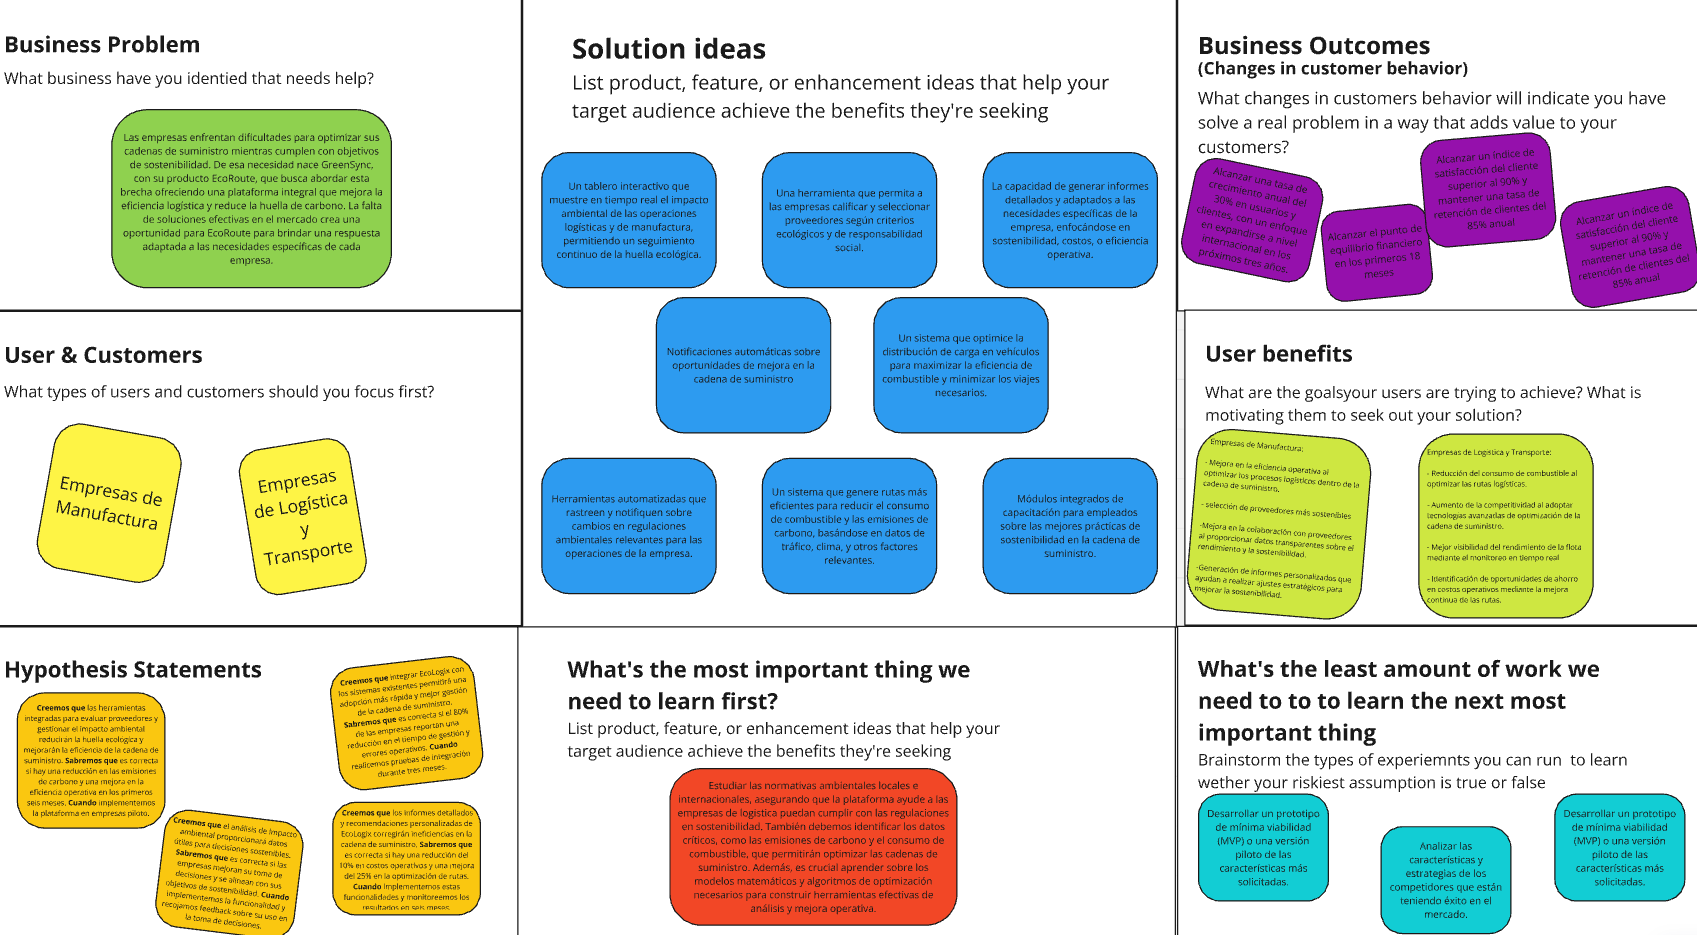 Business Problem
What business have you identied that needs help?
Las empresas enfrentan dificultades para optimizar sus
cadenas de suministro mientras cumplen con objetivos
de sostenibilidad. De esa necesidad nace GreenSync,
con su producto EcoRoute, que busca abordar esta
brecha ofreciendo una plataforma integral que mejora la
eficiencia logística y reduce la huella de carbono. La falta
de soluciones efectivas en el mercado crea una
oportunidad para EcoRoute para brindar una respuesta
adaptada a las necesidades específicas de cada
empresa.
Solution ideas
List product, feature, or enhancement ideas that help your
target audience achieve the benefits they're seeking
Un tablero interactivo que
muestre en tiempo real el impacto
ambiental de las operaciones
logísticas y de manufactura,
permitiendo un seguimiento
continuo de la huella ecológica.
Una herramienta que permita a
las empresas calificar y seleccionar
proveedores según criterios
ecológicos y de responsabilidad
social.
La capacidad de generar informes
detallados y adaptados a las
necesidades específicas de la
empresa, enfocándose en
sostenibilidad, costos, o eficiencia
operativa.
Notificaciones automáticas sobre
oportunidades de mejora en la
cadena de suministro
Un sistema que optimice la
distribución de carga en vehículos
para maximizar la eficiencia de
combustible y minimizar los viajes
necesarios.
Herramientas automatizadas que
rastreen y notifiquen sobre
cambios en regulaciones
ambientales relevantes para las
operaciones de la empresa.
Un sistema que genere rutas más
eficientes para reducir el consumo
de combustible y las emisiones de
carbono, basándose en datos de
tráfico, clima, y otros factores
relevantes.
Módulos integrados de
capacitación para empleados
sobre las mejores prácticas de
sostenibilidad en la cadena de
suministro.
Business Outcomes
(Changes in customer behavior)
What changes in customers behavior will indicate you have
solve a real problem in a way that adds value to your
customers?
Alcanzar una tasa de
crecimiento anual del
30% en usuarios y
clientes, con un enfoque
en expandirse a nivel
internacional en los
próximos tres años.
Alcanzar el punto de
equilibrio financiero
en los primeros 18
meses
Alcanzar un índice de
satisfacción del cliente
superior al 90% y
mantener una tasa de
retención de clientes del
85% anual
Alcanzar un índice de
satisfacción del cliente
superior al 90% y
mantener una tasa de
retención de clientes del
85% anual
User & Customers
What types of users and customers should you focus first?
Empresas de
Manufactura
Empresas
de Logística
y
Transporte
User benefits
What are the goalsyour users are trying to achieve? What is
motivating them to seek out your solution?
Empresas de Manufactura:
- Mejora en la eficiencia operativa al
optimizar los procesos logísticos dentro de la
cadena de suministro.
- selección de proveedores más sostenibles
-Mejora en la colaboración con proveedores
al proporcionar datos transparentes sobre el
rendimiento y la sostenibilidad.
-Generación de informes personalizados que
ayudan a realizar ajustes estratégicos para
mejorar la sostenibilidad.
Empresas de Logística y Transporte:
- Reducción del consumo de combustible al
optimizar las rutas logísticas.
- Aumento de la competitividad al adoptar
tecnologías avanzadas de optimización de la
cadena de suministro.
- Mejor visibilidad del rendimiento de la flota
mediante el monitoreo en tiempo real
- Identificación de oportunidades de ahorro
en costos operativos mediante la mejora
continua de las rutas.
Hypothesis Statements
Creemos que las herramientas
integradas para evaluar proveedores y
gestionar el impacto ambiental
reducirán la huella ecológica y
mejorarán la eficiencia de la cadena de
suministro. Sabremos que es correcta
si hay una reducción en las emisiones
de carbono y una mejora en la
eficiencia operativa en los primeros
seis meses. Cuando implementemos
la plataforma en empresas piloto.
Creemos que integrar EcoLogix con
los sistemas existentes permitirá una
adopción más rápida y mejor gestión
de la cadena de suministro.
Sabremos que es correcta si el 80%
de las empresas reportan una
reducción en el tiempo de gestión y
errores operativos. Cuando
realicemos pruebas de integración
durante tres meses.
Creemos que el análisis de impacto
ambiental proporcionará datos
útiles para decisiones sostenibles.
Sabremos que es correcta si las
empresas mejoran su toma de
decisiones y se alinean con sus
objetivos de sostenibilidad. Cuando
implementemos la funcionalidad y
recojamos feedback sobre su uso en
la toma de decisiones.
Creemos que los informes detallados
y recomendaciones personalizadas de
EcoLogix corregirán ineficiencias en la
cadena de suministro. Sabremos que
es correcta si hay una reducción del
10% en costos operativos y una mejora
del 25% en la optimización de rutas.
Cuando implementemos estas
funcionalidades y monitoreemos los
resultados en seis meses.
What's the most important thing we
need to learn first?
List product, feature, or enhancement ideas that help your
target audience achieve the benefits they're seeking
Estudiar las normativas ambientales locales e
internacionales, asegurando que la plataforma ayude a las
empresas de logística puedan cumplir con las regulaciones
en sostenibilidad. También debemos identificar los datos
críticos, como las emisiones de carbono y el consumo de
combustible, que permitirán optimizar las cadenas de
suministro. Además, es crucial aprender sobre los
modelos matemáticos y algoritmos de optimización
necesarios para construir herramientas efectivas de
análisis y mejora operativa.
What's the least amount of work we
need to to to learn the next most
important thing
Brainstorm the types of experiemnts you can run to learn
wether your riskiest assumption is true or false
Desarrollar un prototipo
de mínima viabilidad
(MVP) o una versión
piloto de las
características más
solicitadas.
Analizar las
características y
estrategias de los
competidores que están
teniendo éxito en el
mercado.
Desarrollar un prototipo
de mínima viabilidad
(MVP) o una versión
piloto de las
características más
solicitadas.